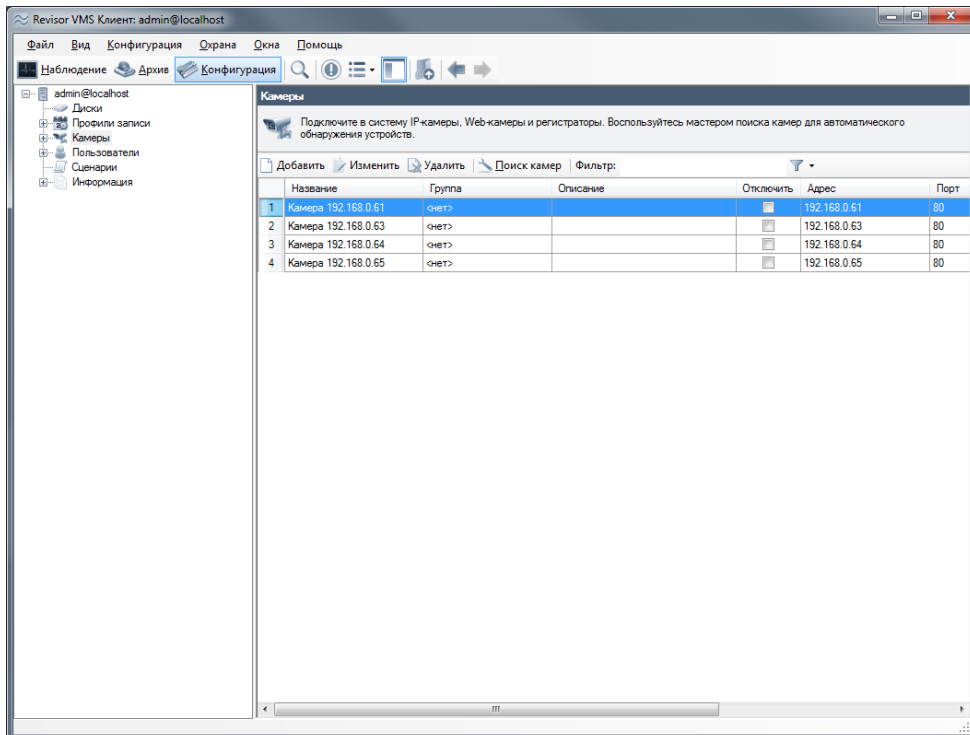 Revisor VMS Клиент: admin@localhost
Файл Вид Конфигурация Охрана Окна Помощь
Наблюдение Архив Конфигурация
admin@localhost
Диски
Профили записи
Камеры
Пользователи
Сценарии
Информация
Камеры
Подключите в систему IP-камеры, Web-камеры и регистраторы. Воспользуйтесь мастером поиска камер для автоматического
обнаружения устройств.
Добавить Изменить Удалить Поиск камер Фильтр:
Название Группа Описание Отключить Адрес Порт
1 Камера 192.168.0.61 <нет> 192.168.0.61 80
2 Камера 192.168.0.63 <нет> 192.168.0.63 80
3 Камера 192.168.0.64 <нет> 192.168.0.64 80
4 Камера 192.168.0.65 <нет> 192.168.0.65 80